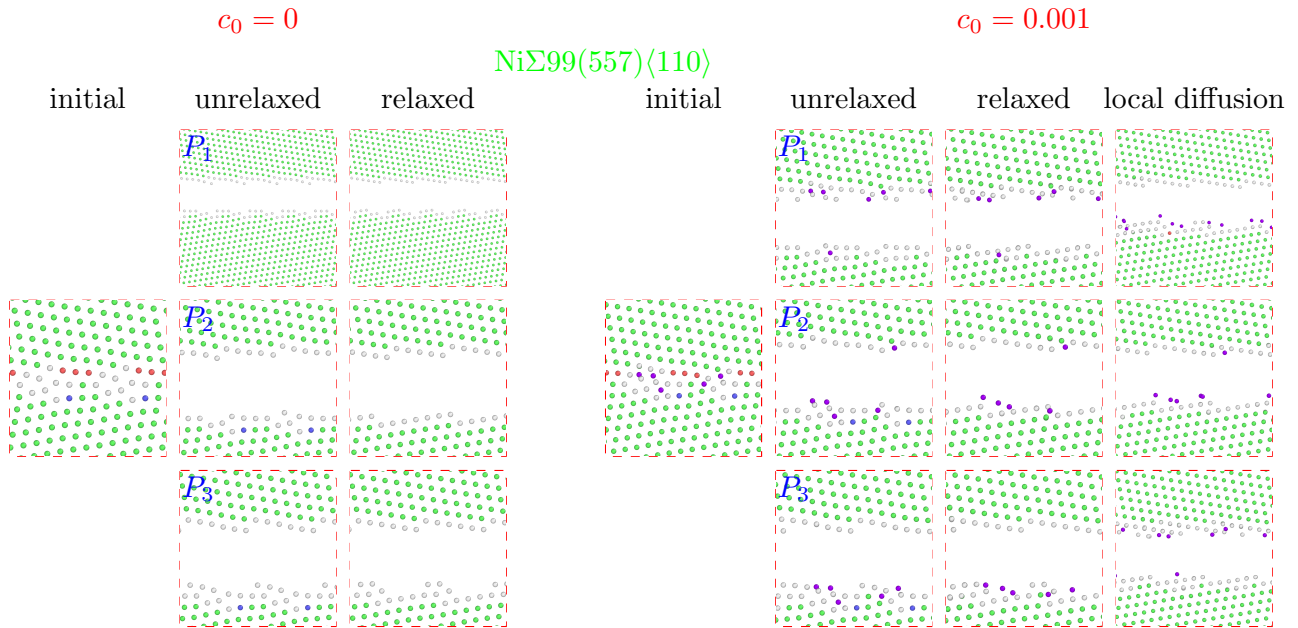 c₀ = 0 c₀ = 0.001
NiΣ99(557)⟨110⟩
initial unrelaxed relaxed initial unrelaxed relaxed local diffusion
P₁ P₁
P₂ P₂
P₃ P₃